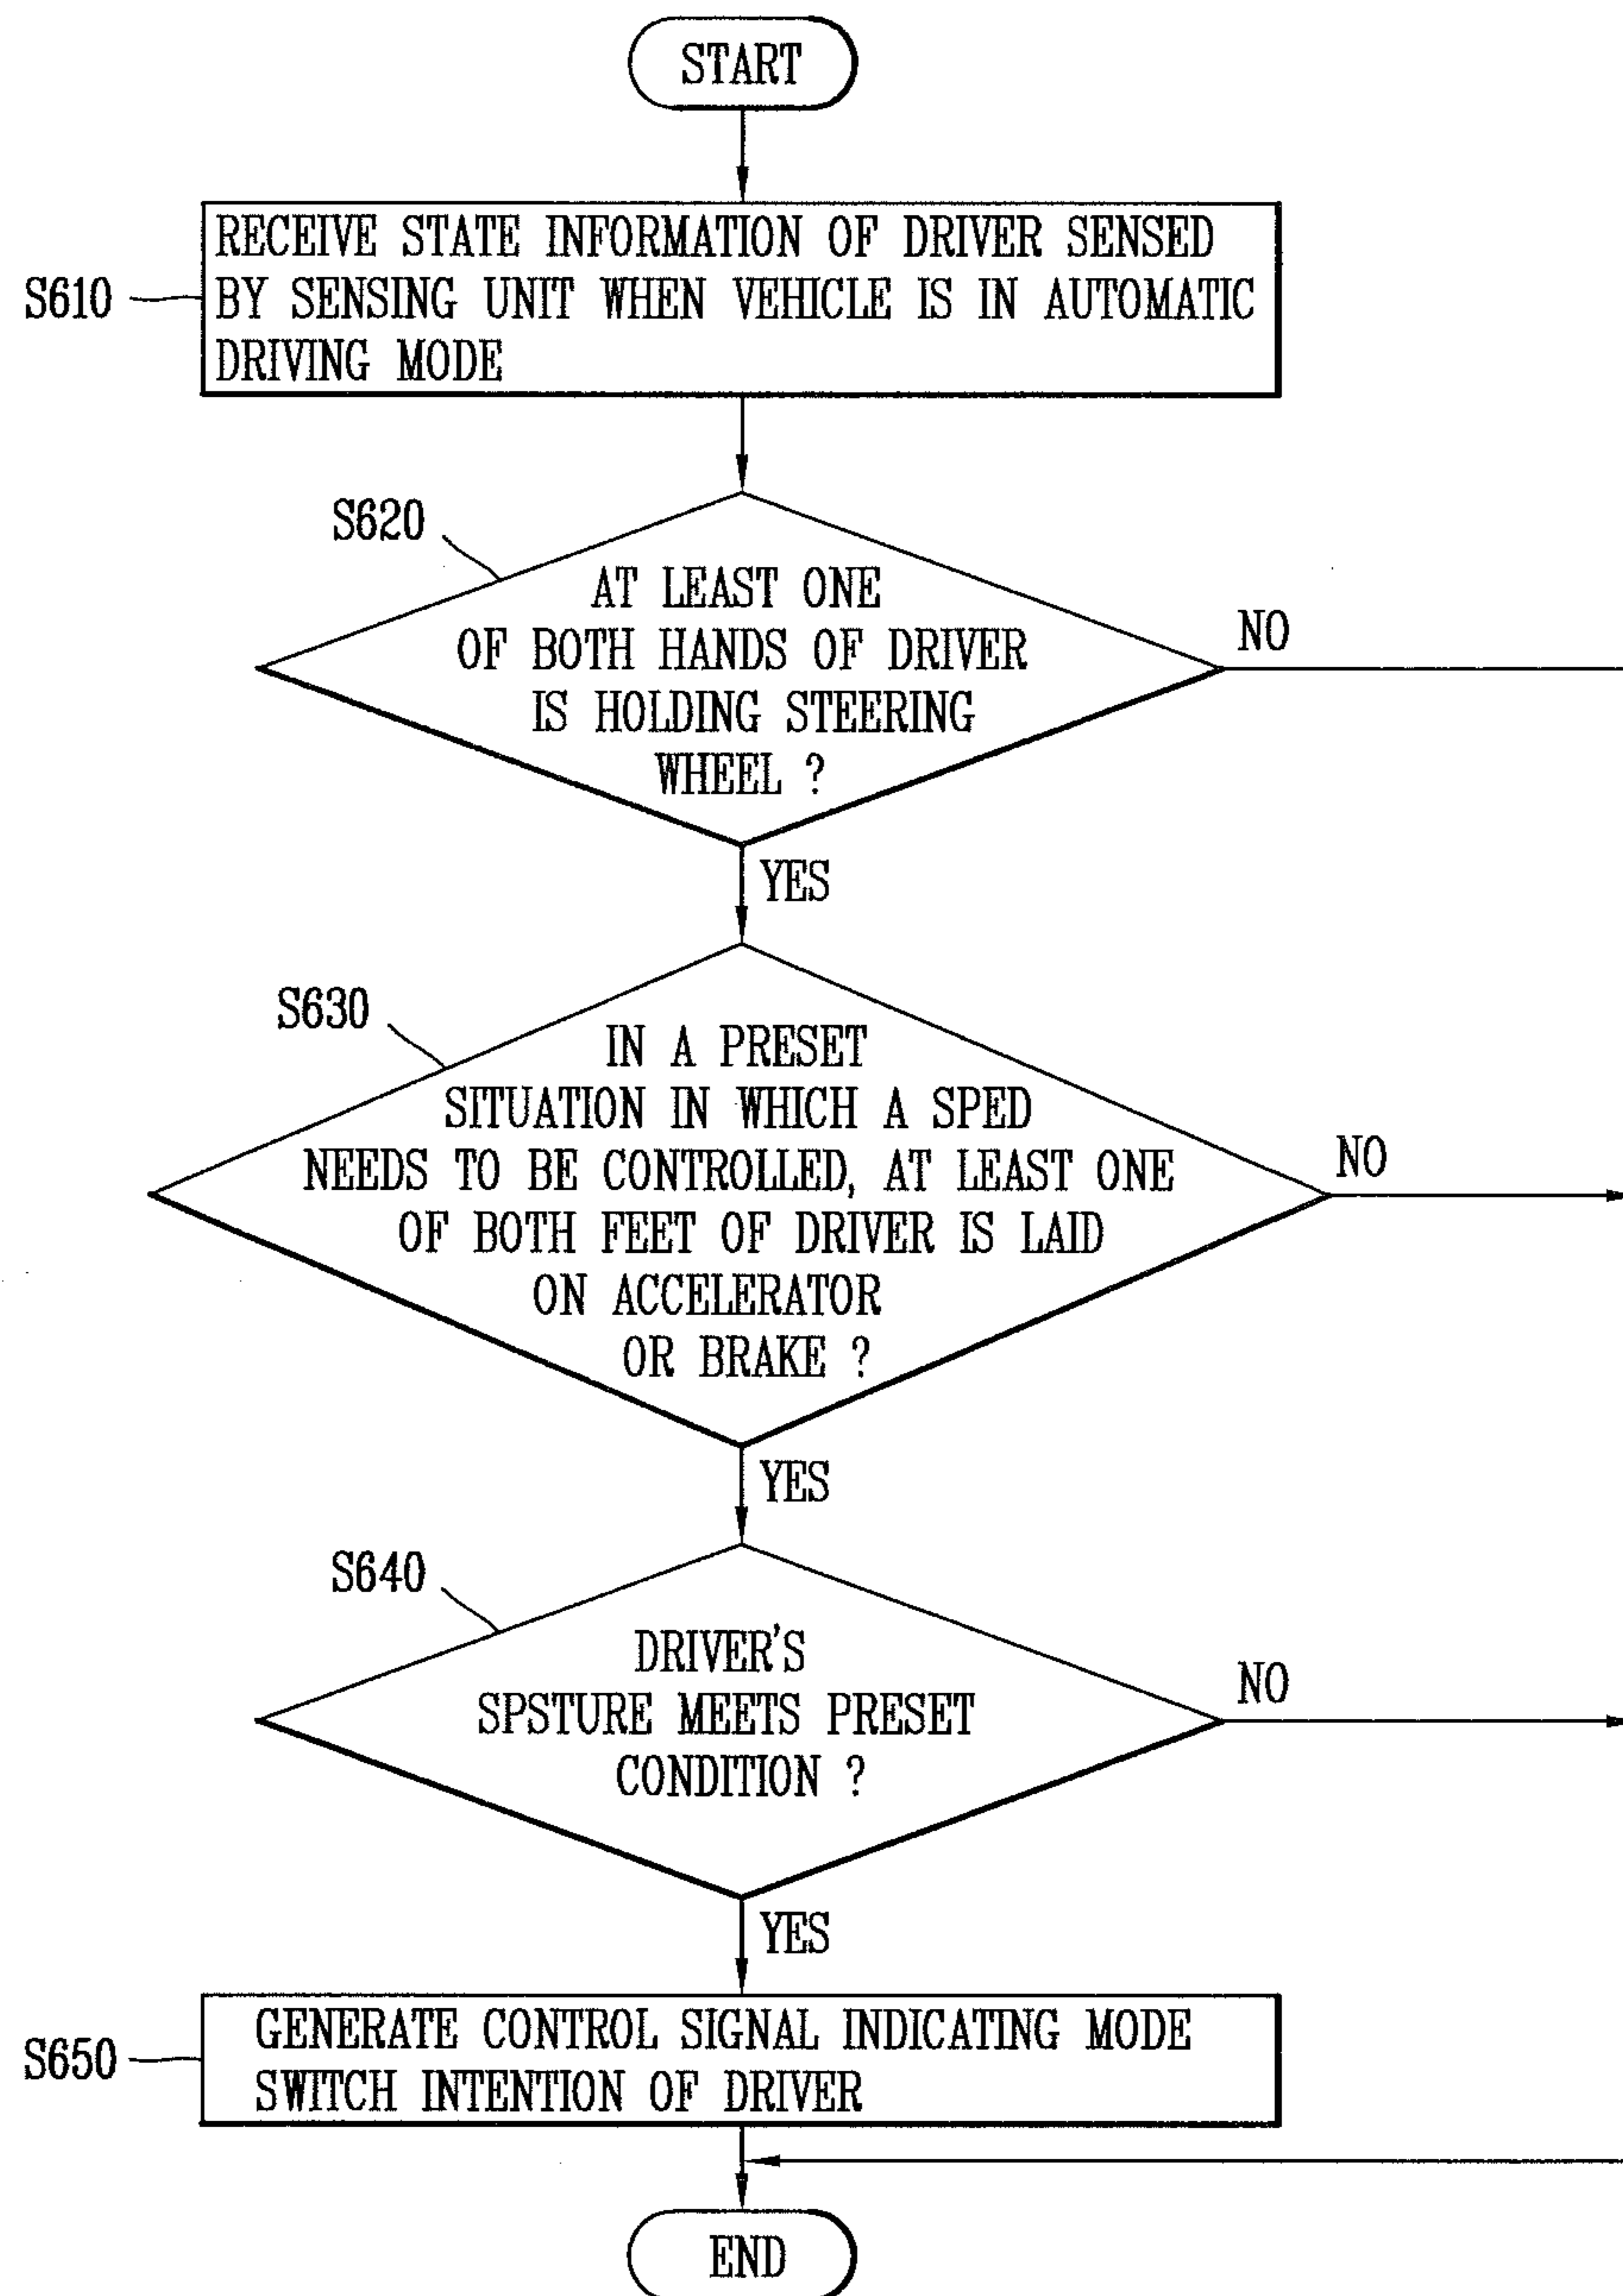 START
S610
RECEIVE STATE INFORMATION OF DRIVER SENSED
BY SENSING UNIT WHEN VEHICLE IS IN AUTOMATIC
DRIVING MODE
S620
AT LEAST ONE
OF BOTH HANDS OF DRIVER
IS HOLDING STEERING
WHEEL ?
NO
YES
S630
IN A PRESET
SITUATION IN WHICH A SPED
NEEDS TO BE CONTROLLED, AT LEAST ONE
OF BOTH FEET OF DRIVER IS LAID
ON ACCELERATOR
OR BRAKE ?
NO
YES
S640
DRIVER'S
SPSTURE MEETS PRESET
CONDITION ?
NO
YES
S650
GENERATE CONTROL SIGNAL INDICATING MODE
SWITCH INTENTION OF DRIVER
END